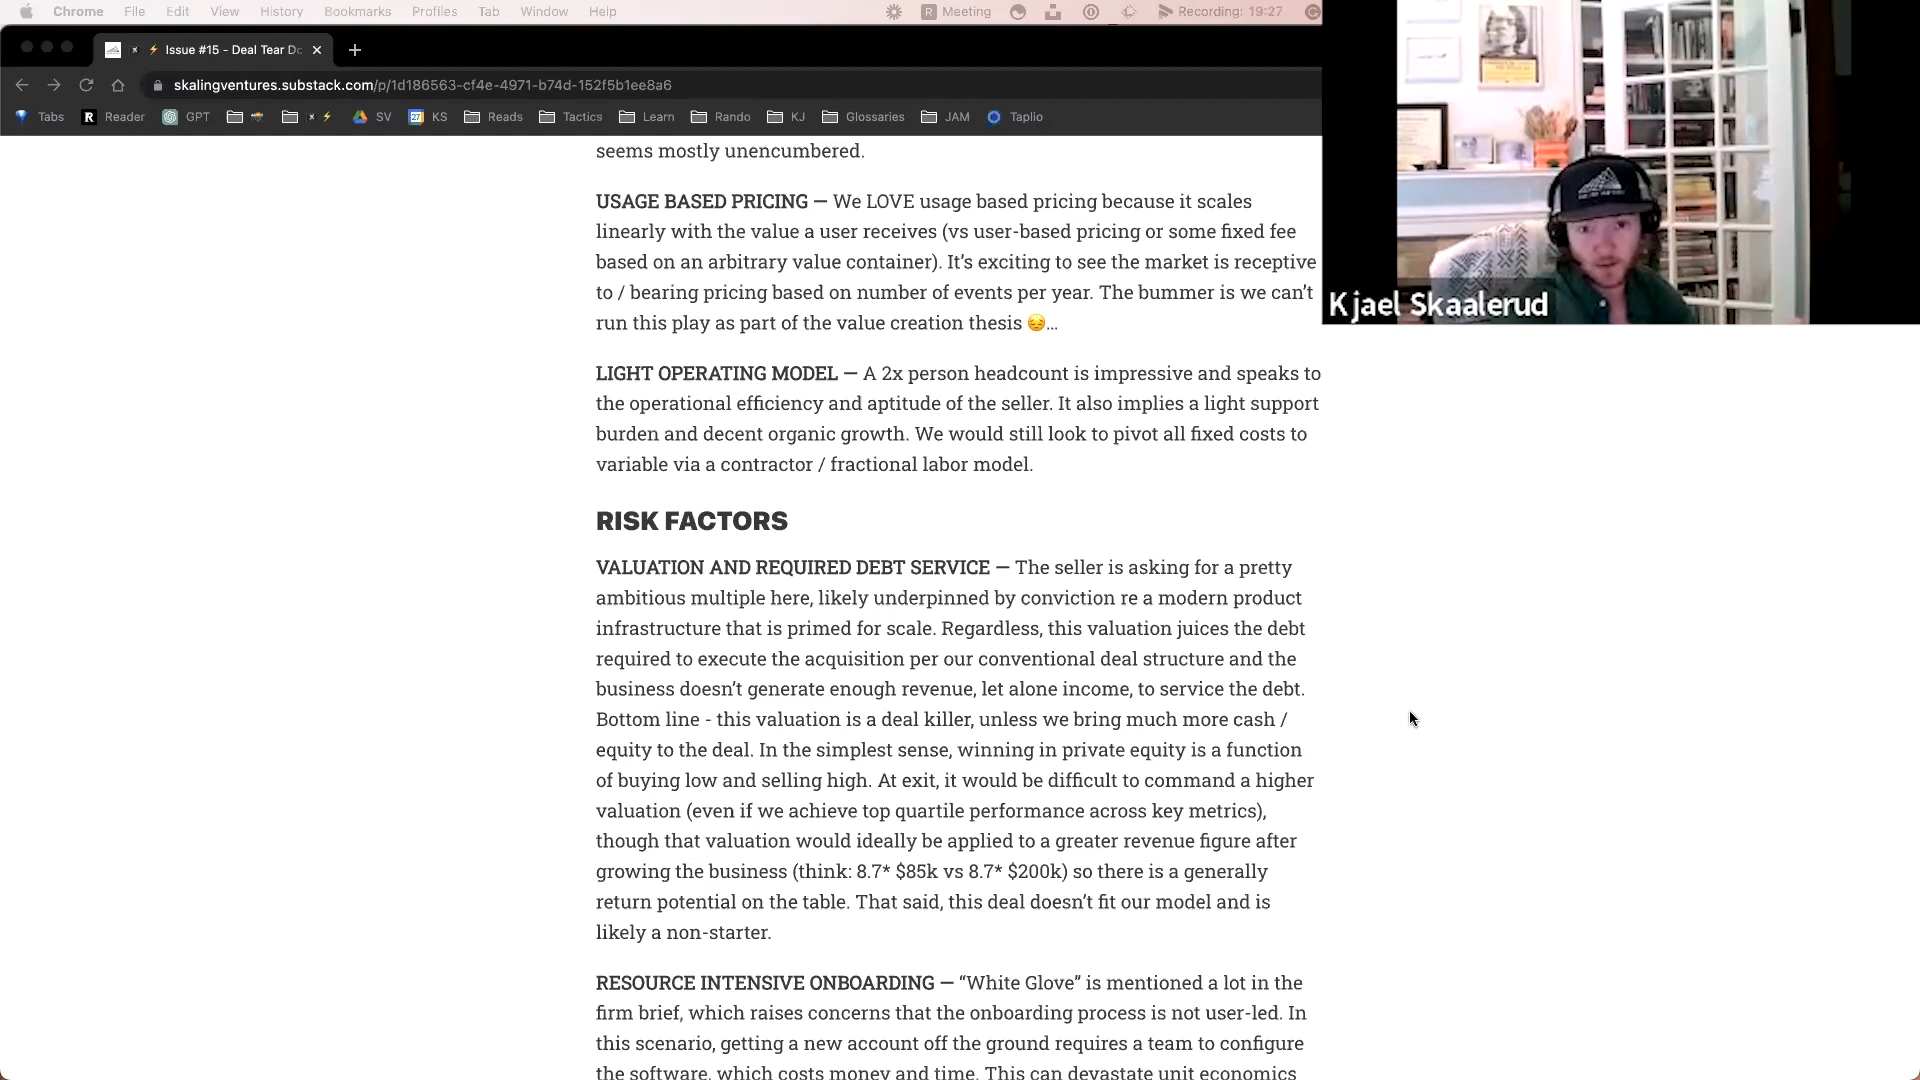 Chrome File Edit View History Bookmarks Profiles Tab Window Help
R Meeting Recording: 19:27
Issue #15 - Deal Tear Do
skalingventures.substack.com/p/1d186563-cf4e-4971-b74d-152f5b1ee8a6
Tabs R Reader GPT SV 27 KS Reads Tactics Learn Rando KJ Glossaries JAM Taplio
Kjael Skaalerud
seems mostly unencumbered.
USAGE BASED PRICING — We LOVE usage based pricing because it scales
linearly with the value a user receives (vs user-based pricing or some fixed fee
based on an arbitrary value container). It’s exciting to see the market is receptive
to / bearing pricing based on number of events per year. The bummer is we can’t
run this play as part of the value creation thesis 😔...
LIGHT OPERATING MODEL — A 2x person headcount is impressive and speaks to
the operational efficiency and aptitude of the seller. It also implies a light support
burden and decent organic growth. We would still look to pivot all fixed costs to
variable via a contractor / fractional labor model.
RISK FACTORS
VALUATION AND REQUIRED DEBT SERVICE — The seller is asking for a pretty
ambitious multiple here, likely underpinned by conviction re a modern product
infrastructure that is primed for scale. Regardless, this valuation juices the debt
required to execute the acquisition per our conventional deal structure and the
business doesn’t generate enough revenue, let alone income, to service the debt.
Bottom line - this valuation is a deal killer, unless we bring much more cash /
equity to the deal. In the simplest sense, winning in private equity is a function
of buying low and selling high. At exit, it would be difficult to command a higher
valuation (even if we achieve top quartile performance across key metrics),
though that valuation would ideally be applied to a greater revenue figure after
growing the business (think: 8.7* $85k vs 8.7* $200k) so there is a generally
return potential on the table. That said, this deal doesn’t fit our model and is
likely a non-starter.
RESOURCE INTENSIVE ONBOARDING — “White Glove” is mentioned a lot in the
firm brief, which raises concerns that the onboarding process is not user-led. In
this scenario, getting a new account off the ground requires a team to configure
the software, which costs money and time. This can devastate unit economics